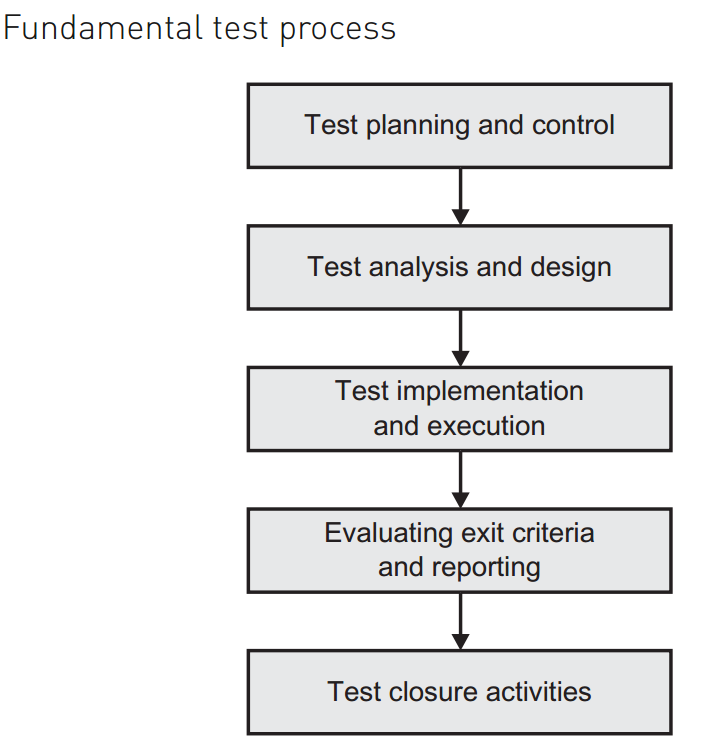 Fundamental test process
Test planning and control
Test analysis and design
Test implementation
and execution
Evaluating exit criteria
and reporting
Test closure activities